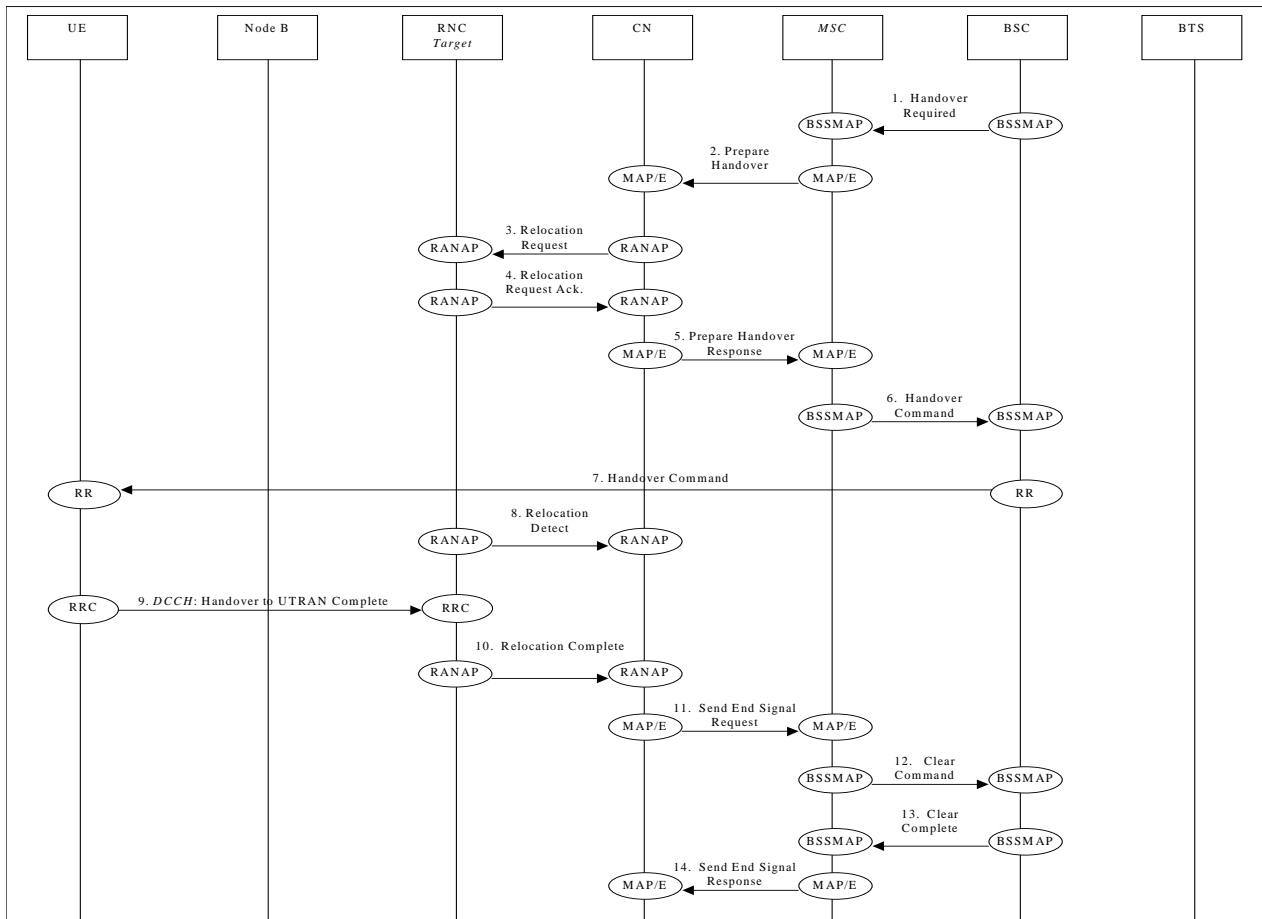 UE
Node B
RNC
Target
CN
MSC
BSC
BTS
1. Handover
Required
BSSMAP
BSSMAP
2. Prepare
Handover
MAP/E
MAP/E
3. Relocation
Request
RANAP
RANAP
4. Relocation
Request Ack.
RANAP
RANAP
5. Prepare Handover
Response
MAP/E
MAP/E
6. Handover
Command
BSSMAP
BSSMAP
7. Handover Command
RR
RR
8. Relocation
Detect
RANAP
RANAP
9. DCCH: Handover to UTRAN Complete
RRC
RRC
10. Relocation Complete
RANAP
RANAP
11. Send End Signal
Request
MAP/E
MAP/E
12. Clear
Command
BSSMAP
BSSMAP
13. Clear
Complete
BSSMAP
BSSMAP
14. Send End Signal
Response
MAP/E
MAP/E